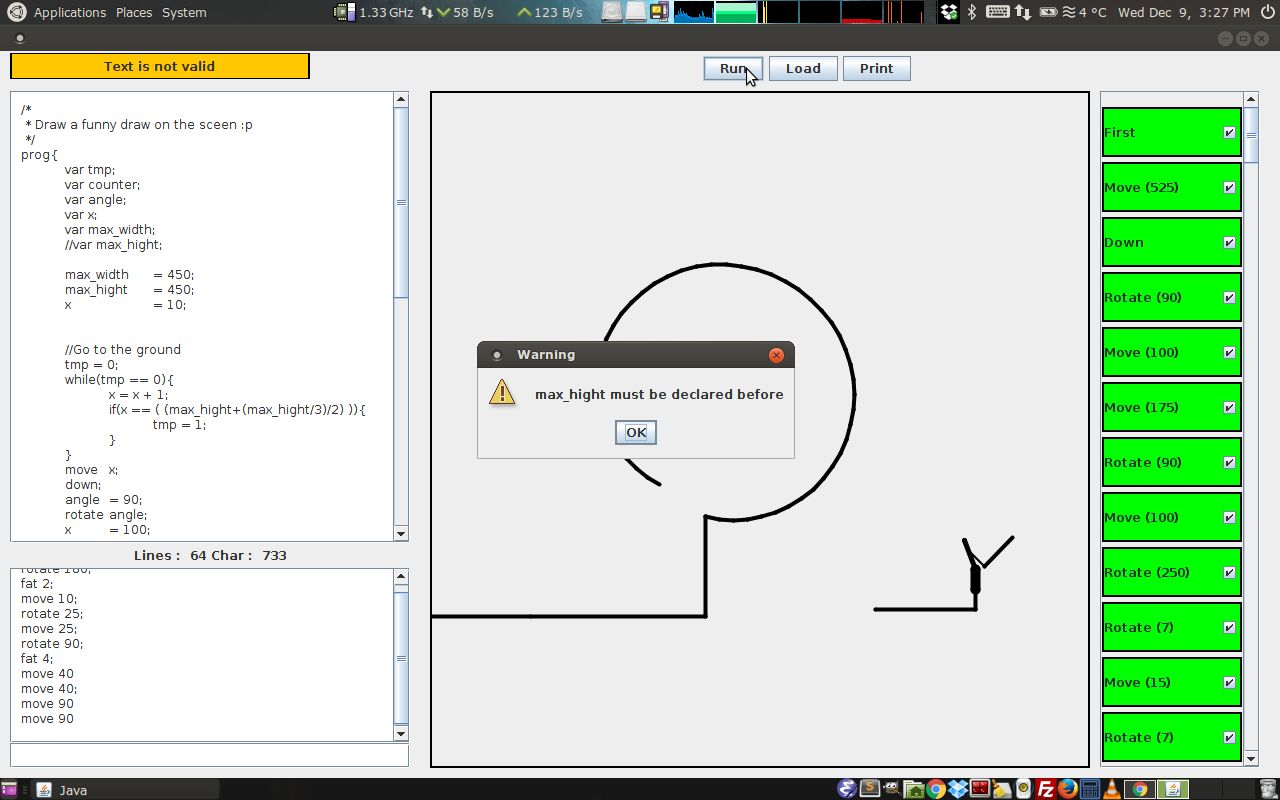 Applications Places System 1.33 GHz 58 B/s 123 B/s 4 °C Wed Dec 9, 3:27 PM
Text is not valid
Run Load Print
/*
* Draw a funny draw on the sceen :p
*/
prog{
var tmp;
var counter;
var angle;
var x;
var max_width;
//var max_hight;
max_width = 450;
max_hight = 450;
x = 10;
//Go to the ground
tmp = 0;
while(tmp == 0){
x = x + 1;
if(x == ( (max_hight+(max_hight/3)/2) )){
tmp = 1;
}
}
move x;
down;
angle = 90;
rotate angle;
x = 100;
Lines : 64 Char : 733
rotate 180;
fat 2;
move 10;
rotate 25;
move 25;
rotate 90;
fat 4;
move 40
move 40;
move 90
move 90
Warning
max_hight must be declared before
OK
First
Move (525)
Down
Rotate (90)
Move (100)
Move (175)
Rotate (90)
Move (100)
Rotate (250)
Rotate (7)
Move (15)
Rotate (7)
Java